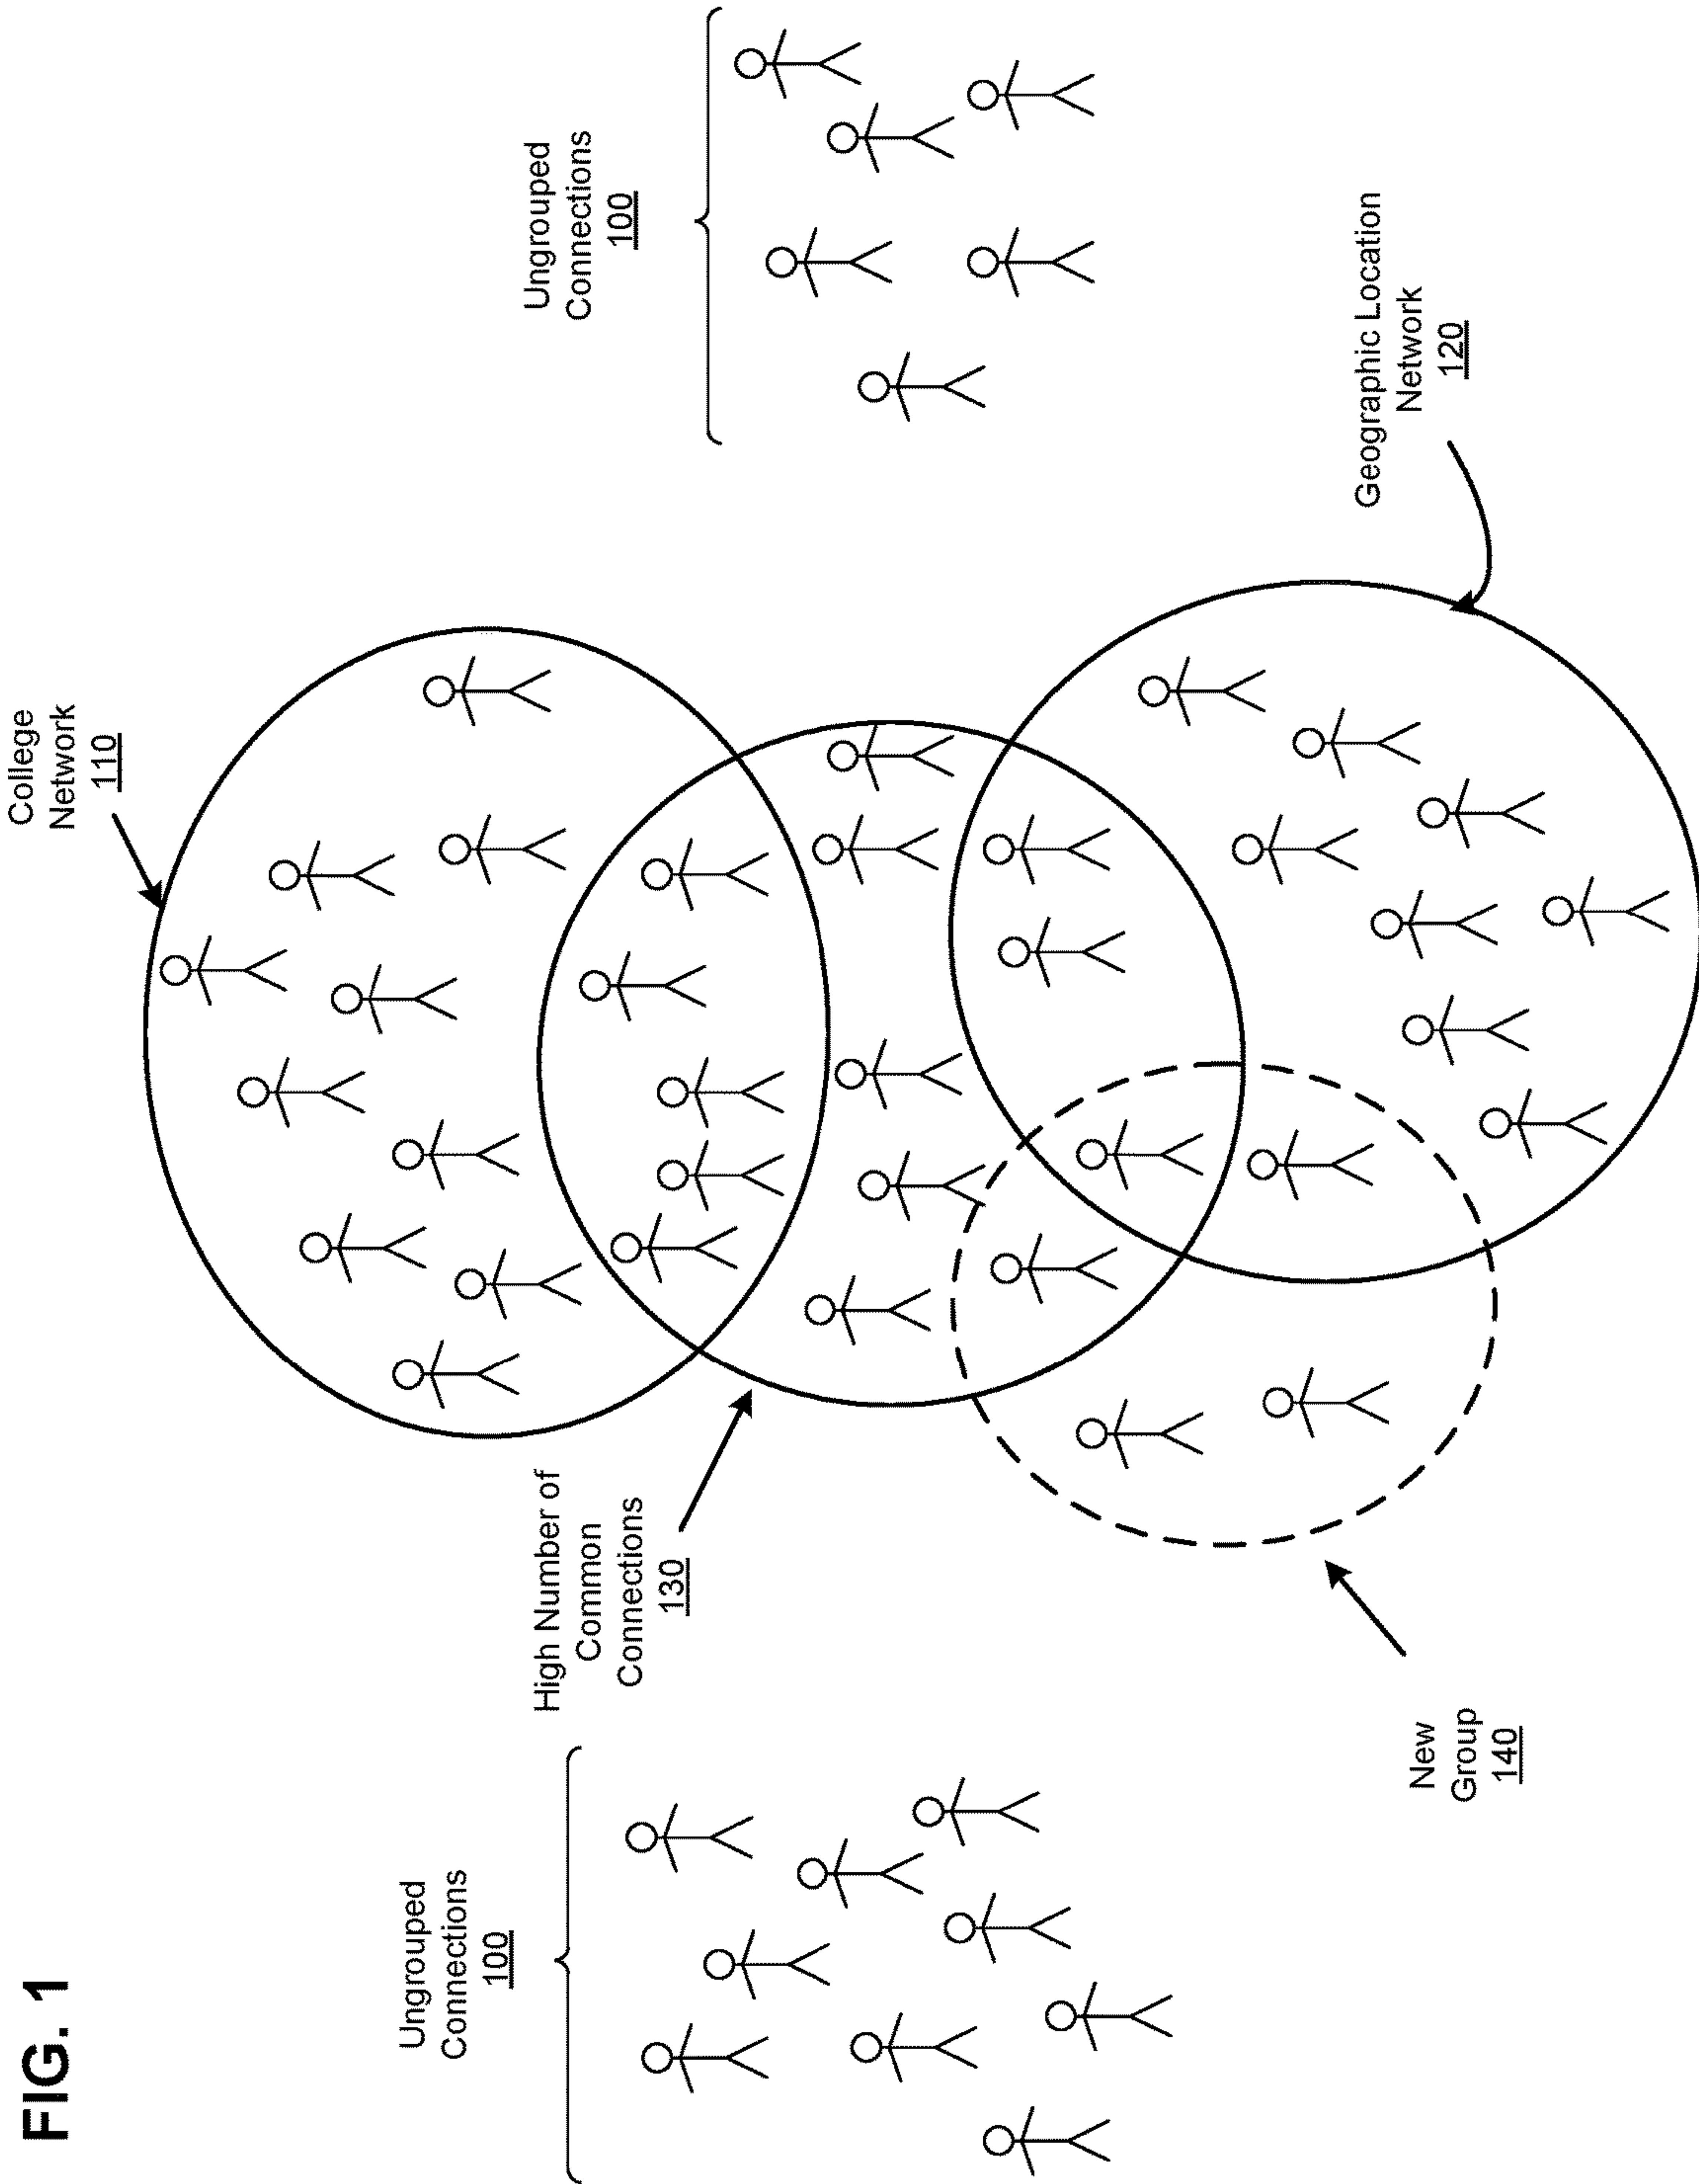 FIG. 1
Ungrouped
Connections
100
High Number of
Common
Connections
130
College
Network
110
Ungrouped
Connections
100
New
Group
140
Geographic Location
Network
120